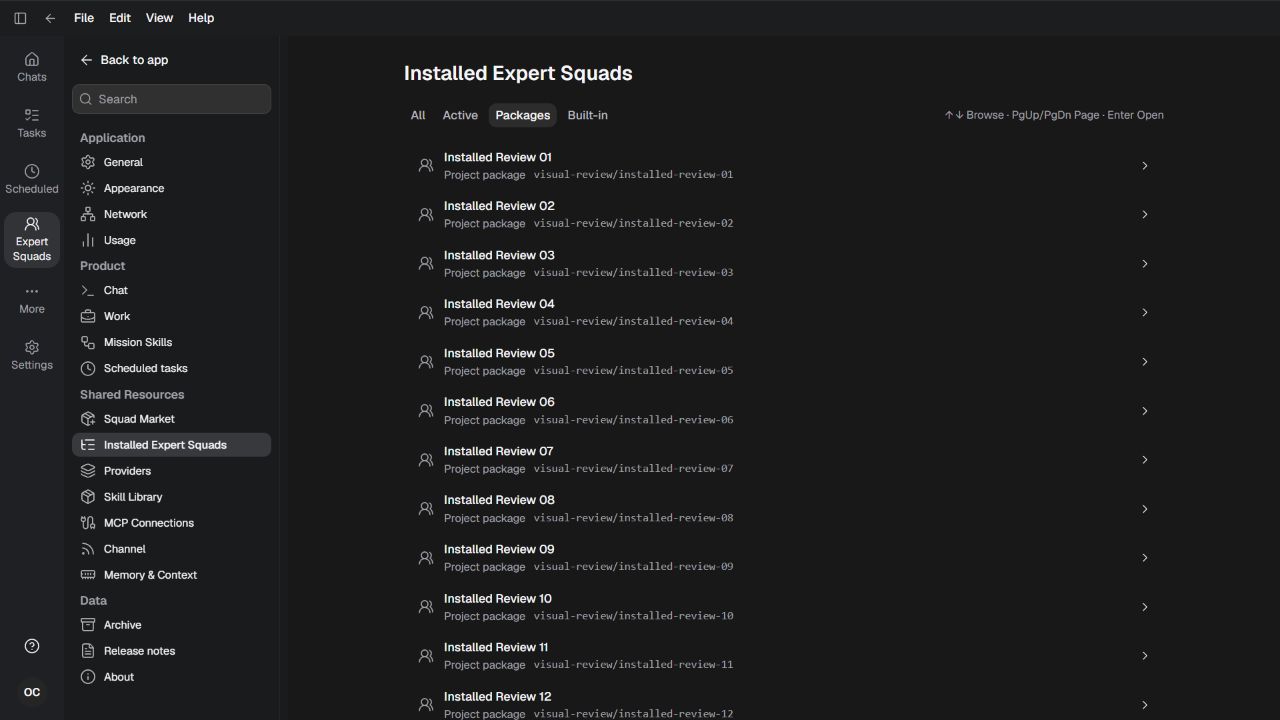 File Edit View Help
Chats
Tasks
Scheduled
Expert
Squads
More
Settings
OC
Back to app
Search
Application
General
Appearance
Network
Usage
Product
Chat
Work
Mission Skills
Scheduled tasks
Shared Resources
Squad Market
Installed Expert Squads
Providers
Skill Library
MCP Connections
Channel
Memory & Context
Data
Archive
Release notes
About
Installed Expert Squads
All Active Packages Built-in
↑↓ Browse · PgUp/PgDn Page · Enter Open
Installed Review 01
Project package visual-review/installed-review-01
Installed Review 02
Project package visual-review/installed-review-02
Installed Review 03
Project package visual-review/installed-review-03
Installed Review 04
Project package visual-review/installed-review-04
Installed Review 05
Project package visual-review/installed-review-05
Installed Review 06
Project package visual-review/installed-review-06
Installed Review 07
Project package visual-review/installed-review-07
Installed Review 08
Project package visual-review/installed-review-08
Installed Review 09
Project package visual-review/installed-review-09
Installed Review 10
Project package visual-review/installed-review-10
Installed Review 11
Project package visual-review/installed-review-11
Installed Review 12
Project package visual-review/installed-review-12